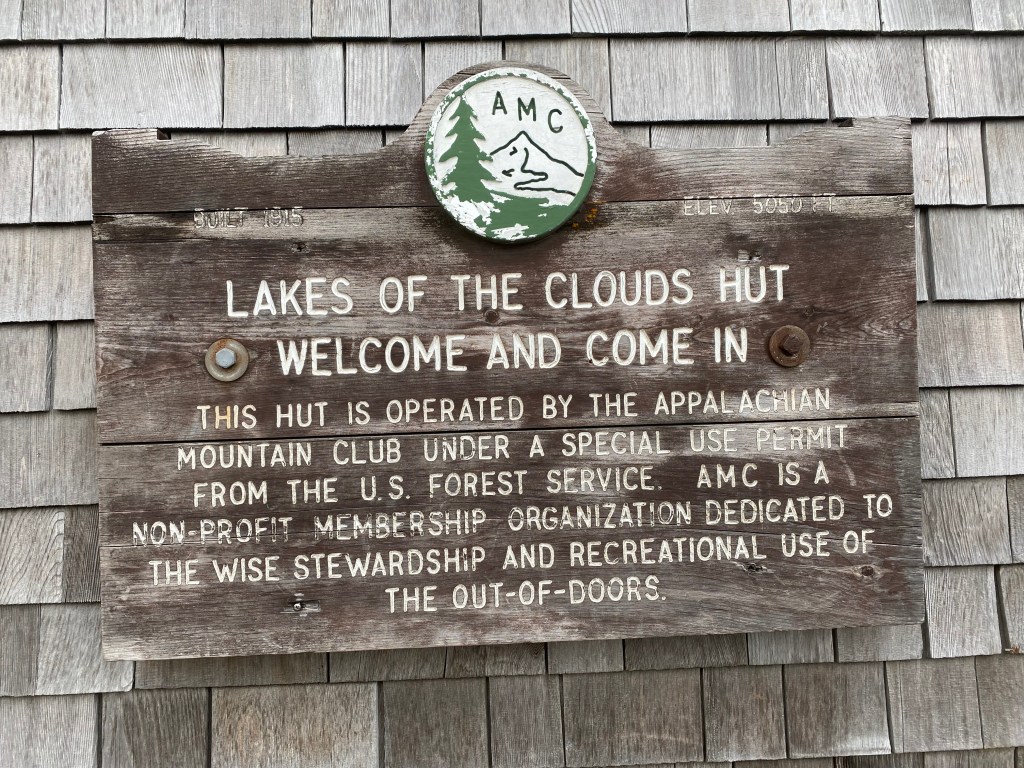 AMC
BUILT 1915
ELEV 5050 FT
LAKES OF THE CLOUDS HUT
WELCOME AND COME IN
THIS HUT IS OPERATED BY THE APPALACHIAN
MOUNTAIN CLUB UNDER A SPECIAL USE PERMIT
FROM THE U.S. FOREST SERVICE. AMC IS A
NON-PROFIT MEMBERSHIP ORGANIZATION DEDICATED TO
THE WISE STEWARDSHIP AND RECREATIONAL USE OF
THE OUT-OF-DOORS.